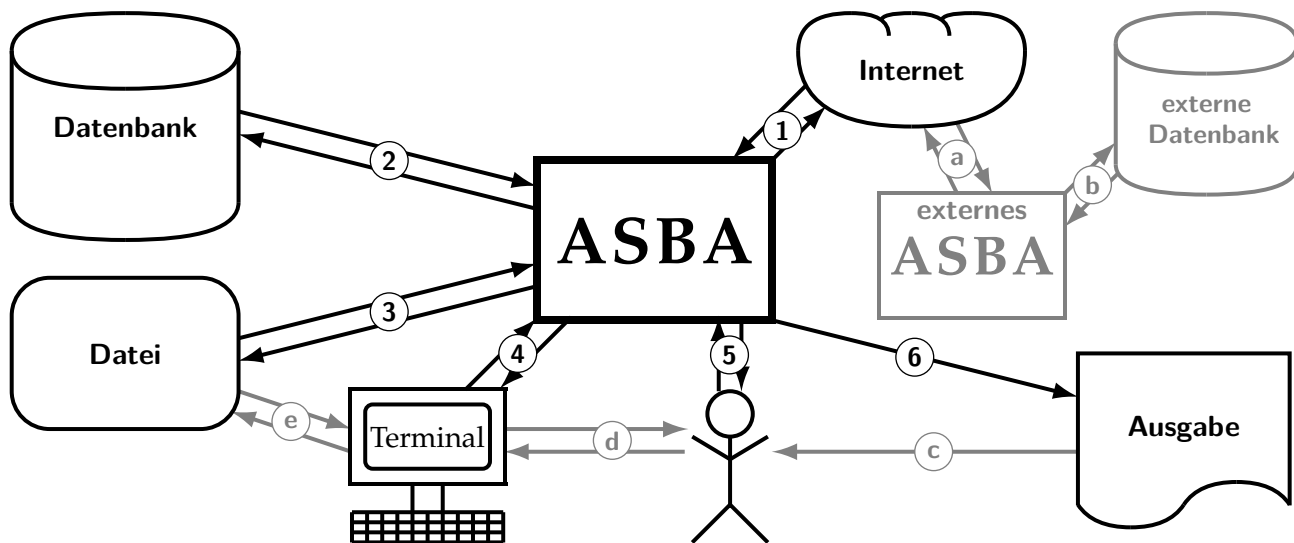 Internet
externe
Datenbank
Datenbank
1
a
2
b
externes
ASBA
ASBA
3
Datei
4
5
6
e
Terminal
d
c
Ausgabe